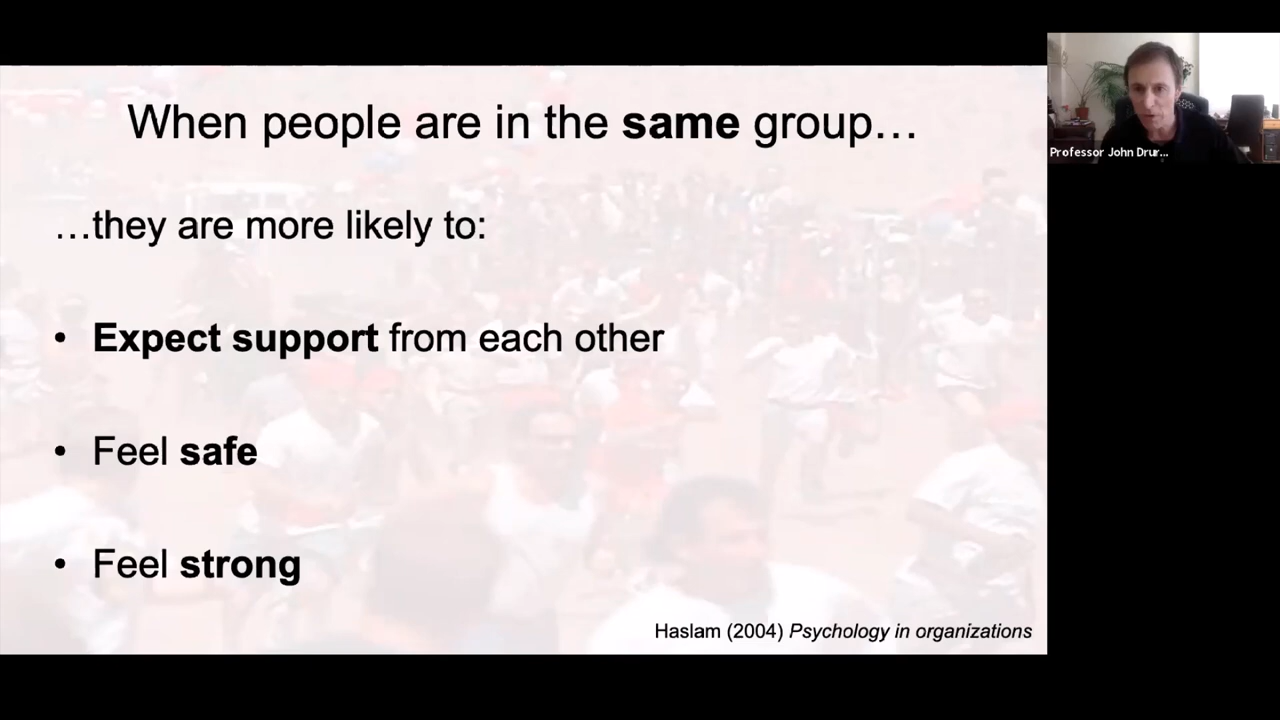 When people are in the same group…
…they are more likely to:
• Expect support from each other
• Feel safe
• Feel strong
Haslam (2004) Psychology in organizations
Professor John Drur...